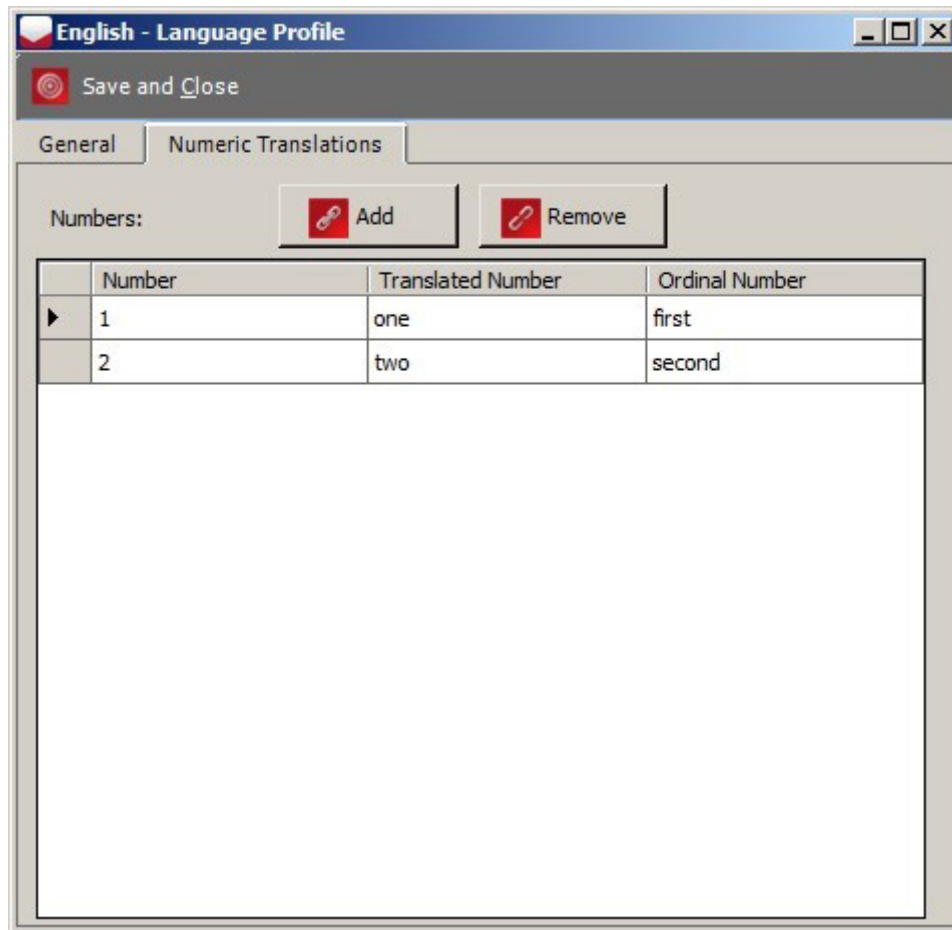 English - Language Profile
Save and Close
General Numeric Translations
Numbers: Add Remove
Number Translated Number Ordinal Number
1 one first
2 two second